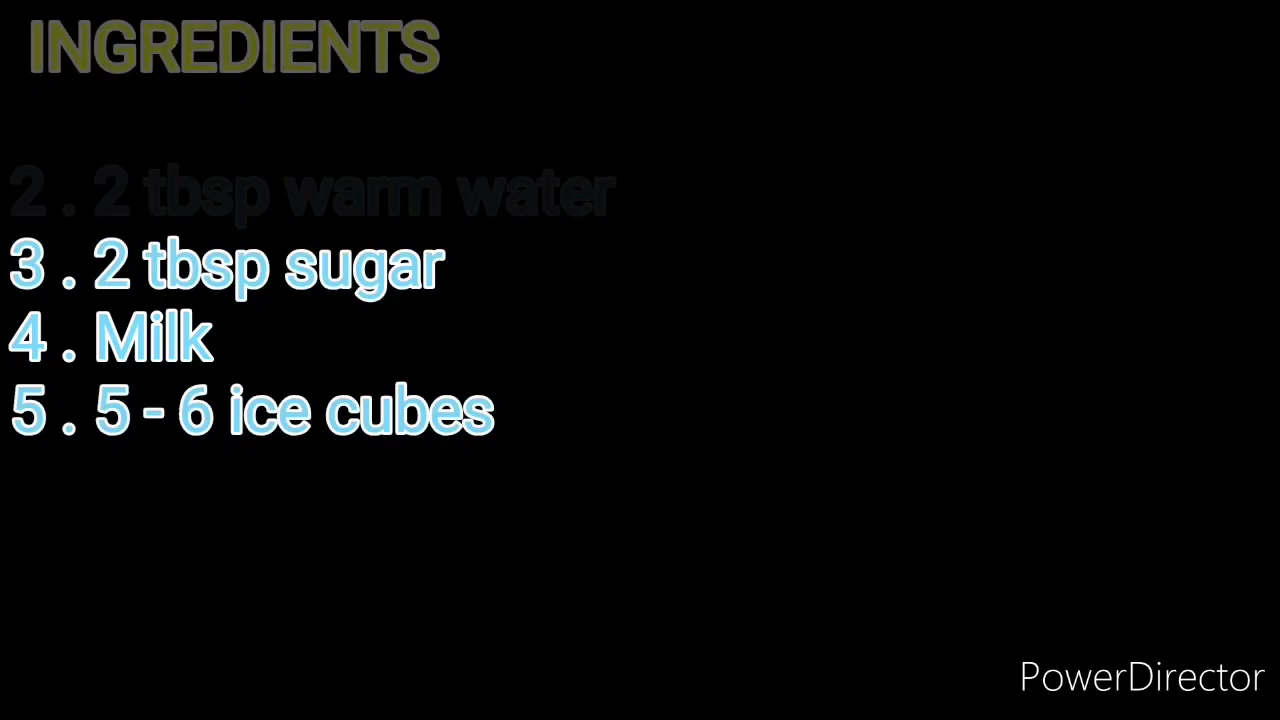 INGREDIENTS
2 . 2 tbsp warm water
3 . 2 tbsp sugar
4 . Milk
5 . 5 - 6 ice cubes
PowerDirector